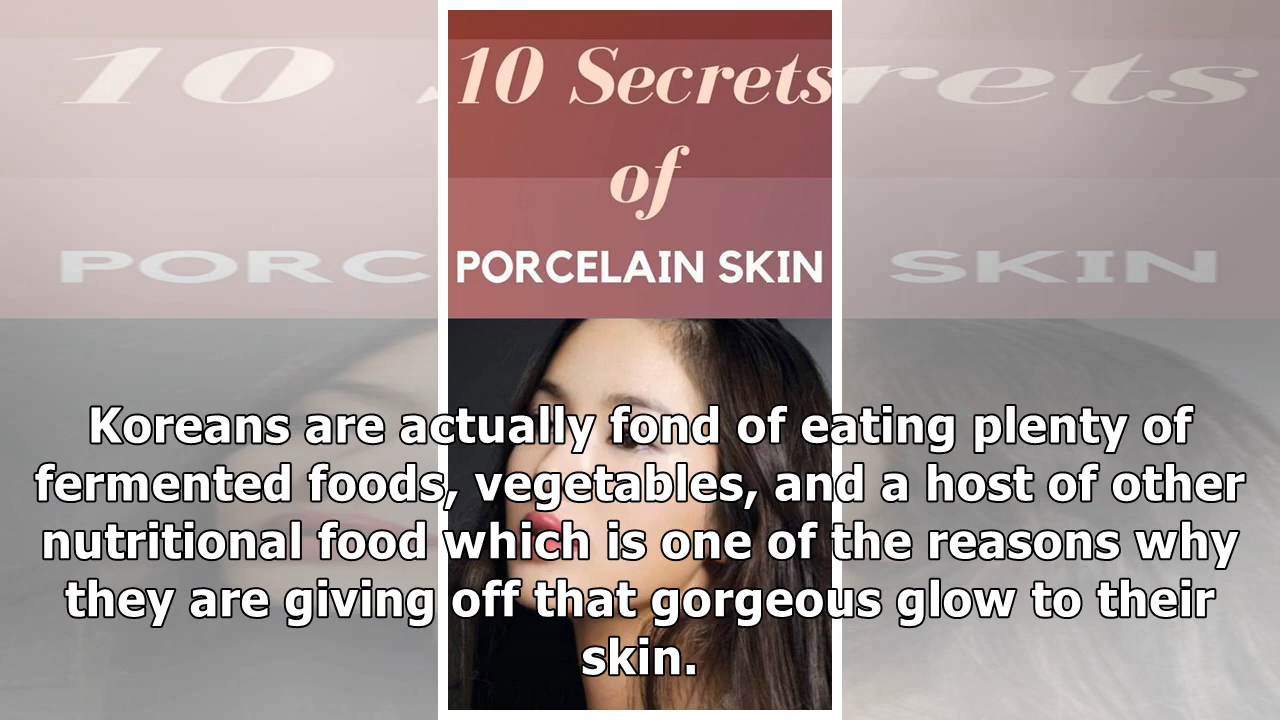 10 Secrets
of
PORCELAIN SKIN
Koreans are actually fond of eating plenty of
fermented foods, vegetables, and a host of other
nutritional food which is one of the reasons why
they are giving off that gorgeous glow to their
skin.